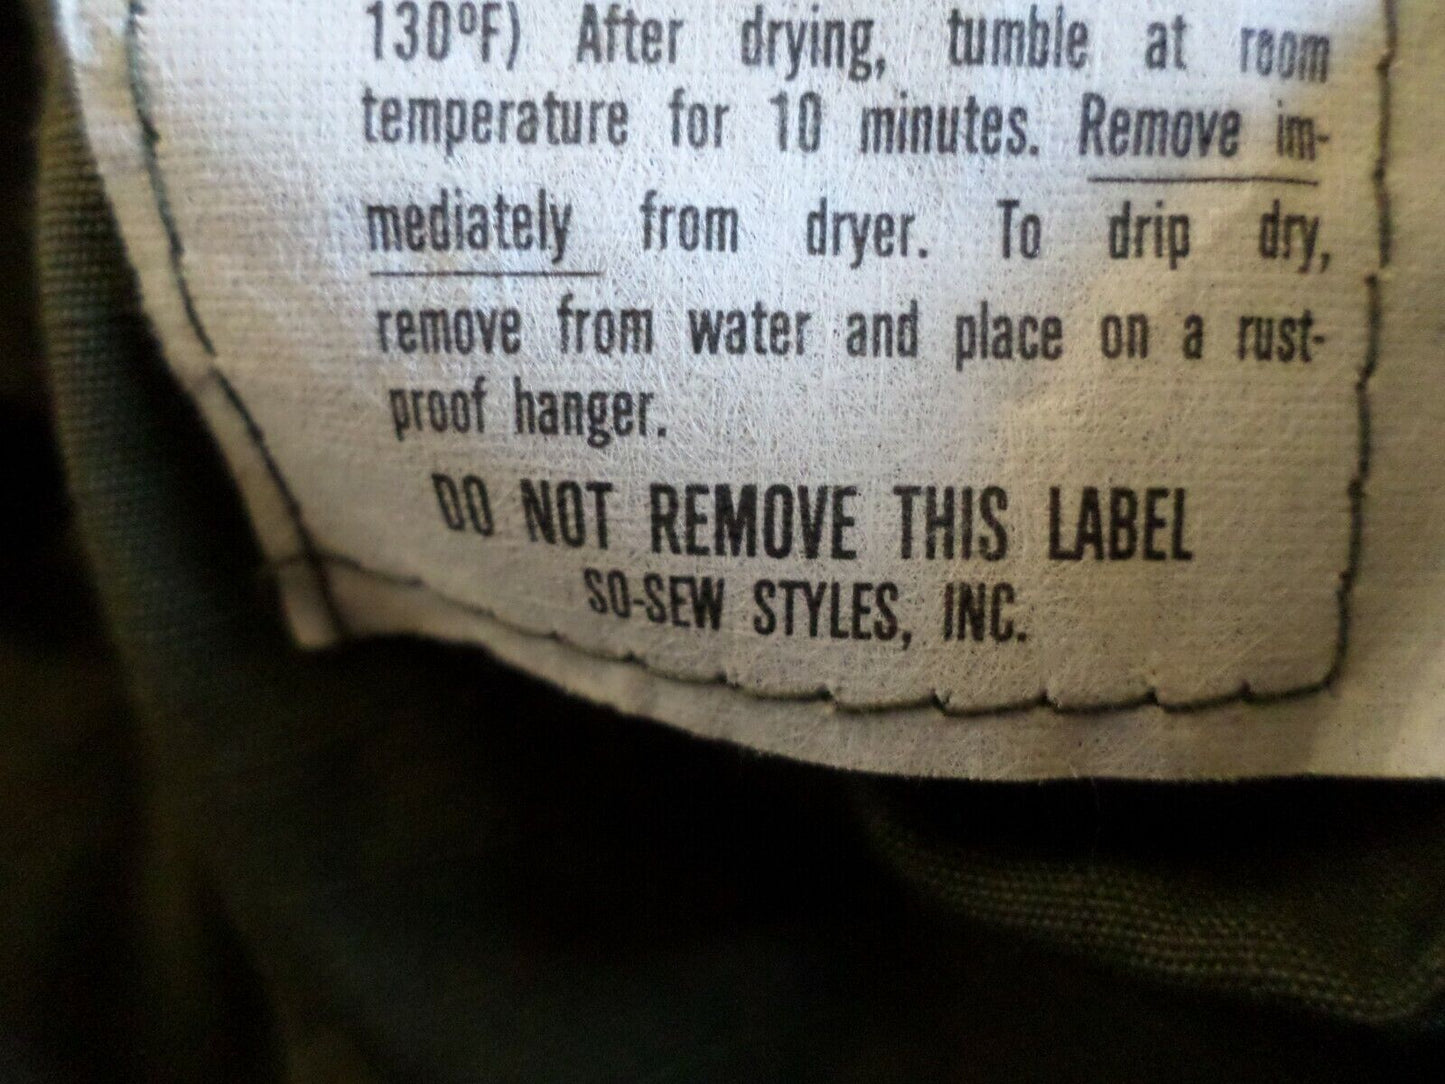 130ºF) After drying, tumble at room
temperature for 10 minutes. Remove im-
mediately from dryer. To drip dry,
remove from water and place on a rust-
proof hanger.
DO NOT REMOVE THIS LABEL
SO-SEW STYLES, INC.